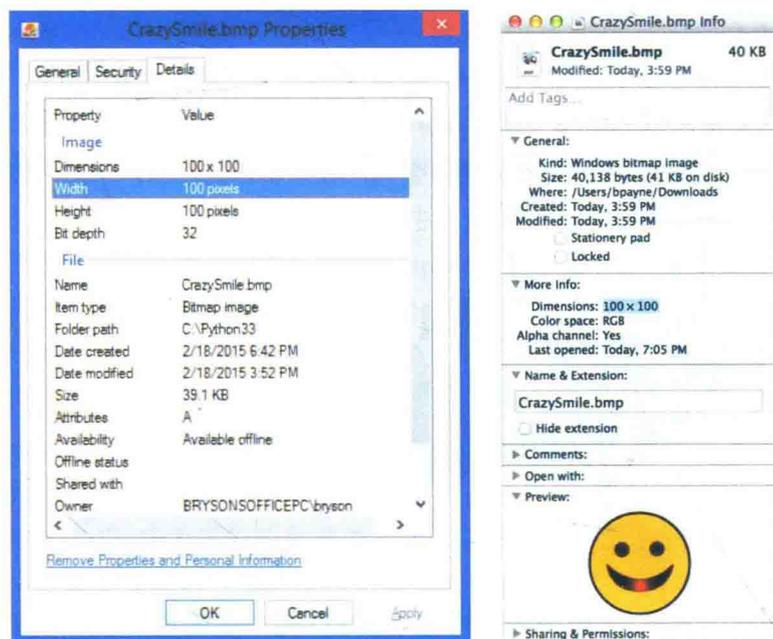 CrazySmile.bmp Properties
General Security Details
Property Value
Image
Dimensions 100 x 100
Width 100 pixels
Height 100 pixels
Bit depth 32
File
Name CrazySmile.bmp
Item type Bitmap image
Folder path C:\Python33
Date created 2/18/2015 6:42 PM
Date modified 2/18/2015 3:52 PM
Size 39.1 KB
Attributes A
Availability Available offline
Offline status
Shared with
Owner BRYSONSOFFICEPC\bryson
Remove Properties and Personal Information
OK Cancel Apply
CrazySmile.bmp Info
CrazySmile.bmp 40 KB
Modified: Today, 3:59 PM
Add Tags...
General:
Kind: Windows bitmap image
Size: 40,138 bytes (41 KB on disk)
Where: /Users/bpayne/Downloads
Created: Today, 3:59 PM
Modified: Today, 3:59 PM
Stationery pad
Locked
More Info:
Dimensions: 100 × 100
Color space: RGB
Alpha channel: Yes
Last opened: Today, 7:05 PM
Name & Extension:
CrazySmile.bmp
Hide extension
Comments:
Open with:
Preview:
Sharing & Permissions: